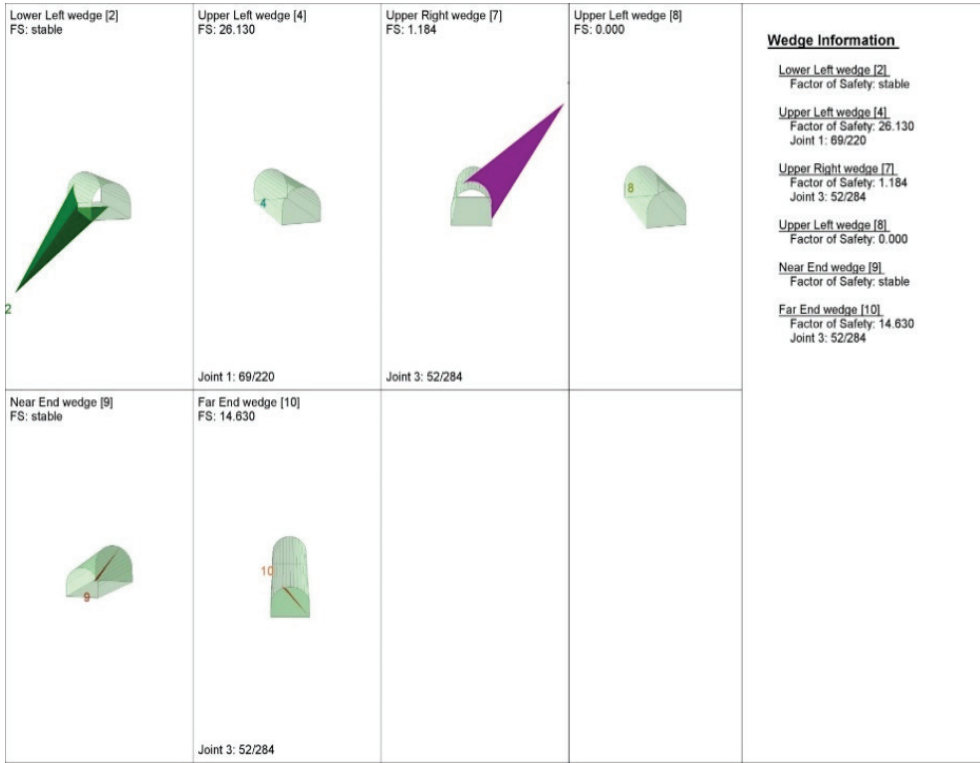 Lower Left wedge [2]
FS: stable
2
Upper Left wedge [4]
FS: 26.130
4
Joint 1: 69/220
Upper Right wedge [7]
FS: 1.184
Joint 3: 52/284
Upper Left wedge [8]
FS: 0.000
8
Near End wedge [9]
FS: stable
9
Far End wedge [10]
FS: 14.630
10
Joint 3: 52/284
Wedge Information
Lower Left wedge [2]
Factor of Safety: stable
Upper Left wedge [4]
Factor of Safety: 26.130
Joint 1: 69/220
Upper Right wedge [7]
Factor of Safety: 1.184
Joint 3: 52/284
Upper Left wedge [8]
Factor of Safety: 0.000
Near End wedge [9]
Factor of Safety: stable
Far End wedge [10]
Factor of Safety: 14.630
Joint 3: 52/284